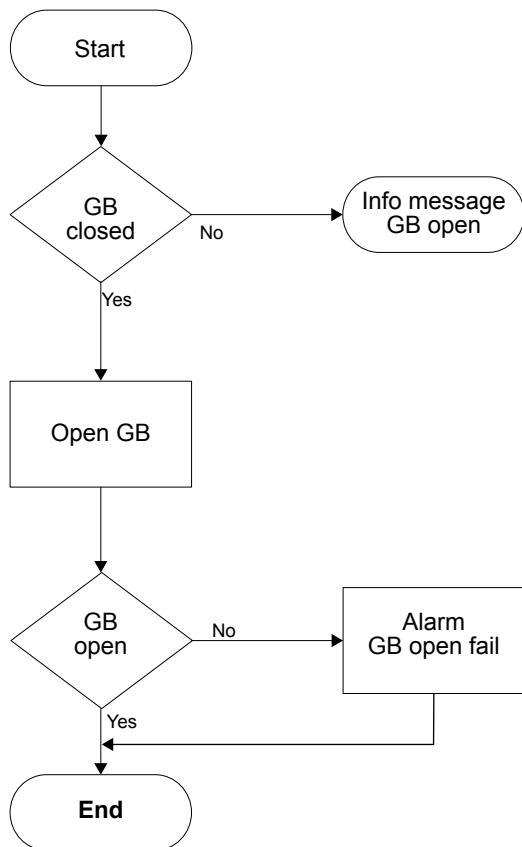 Start
GB
closed
No
Info message
GB open
Yes
Open GB
GB
open
No
Alarm
GB open fail
Yes
End